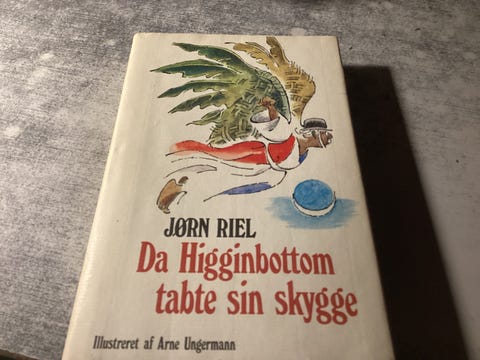 JØRN RIEL
Da Higginbottom
tabte sin skygge
Illustreret af Arne Ungermann